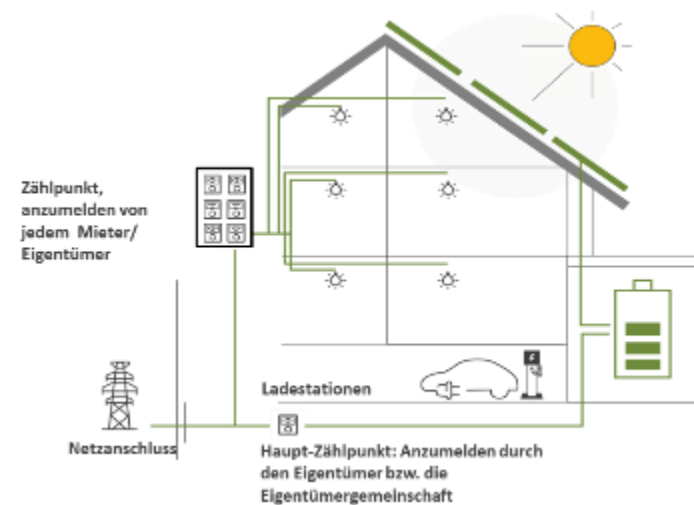 Zählpunkt,
anzumelden von
jedem Mieter/
Eigentümer
Ladestationen
Netzanschluss
Haupt-Zählpunkt: Anzumelden durch
den Eigentümer bzw. die
Eigentümergemeinschaft